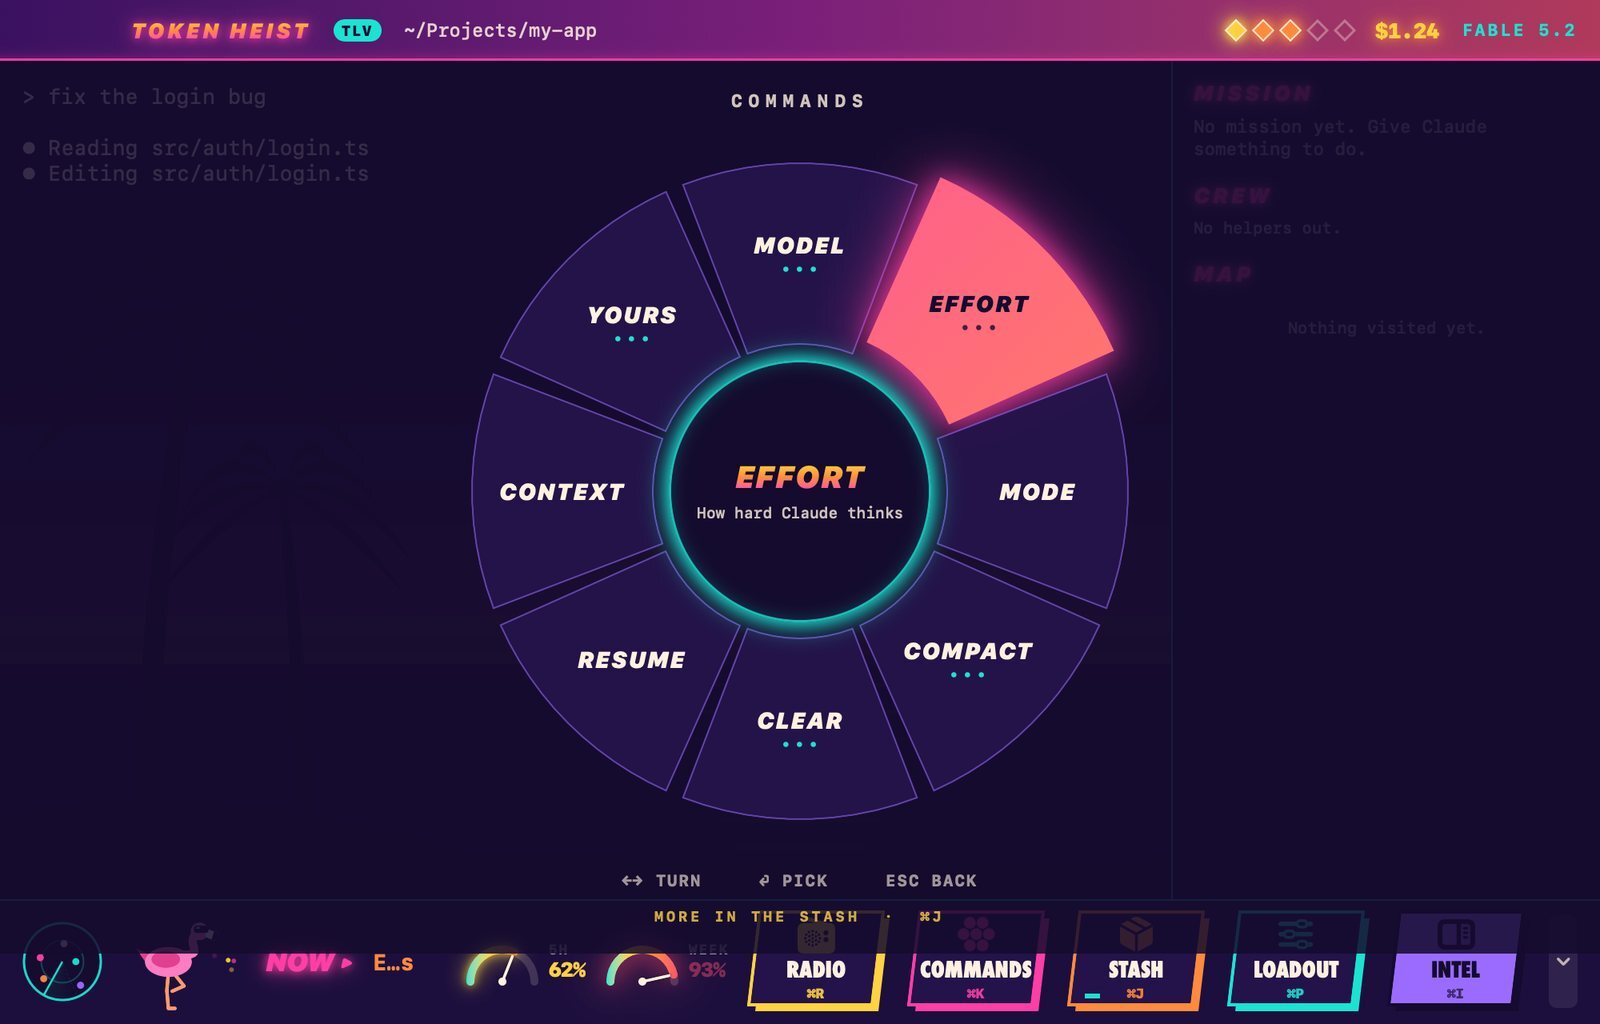 TOKEN HEIST TLV ~/Projects/my-app $1.24 FABLE 5.2
> fix the login bug
● Reading src/auth/login.ts
● Editing src/auth/login.ts
COMMANDS
MODEL
EFFORT
MODE
COMPACT
CLEAR
RESUME
CONTEXT
YOURS
EFFORT
How hard Claude thinks
MISSION
No mission yet. Give Claude
something to do.
CREW
No helpers out.
MAP
Nothing visited yet.
↔ TURN ⏎ PICK ESC BACK
MORE IN THE STASH · ⌘J
NOW ▸ E…s
5H
62%
WEEK
93%
RADIO
⌘R
COMMANDS
⌘K
STASH
⌘J
LOADOUT
⌘P
INTEL
⌘I